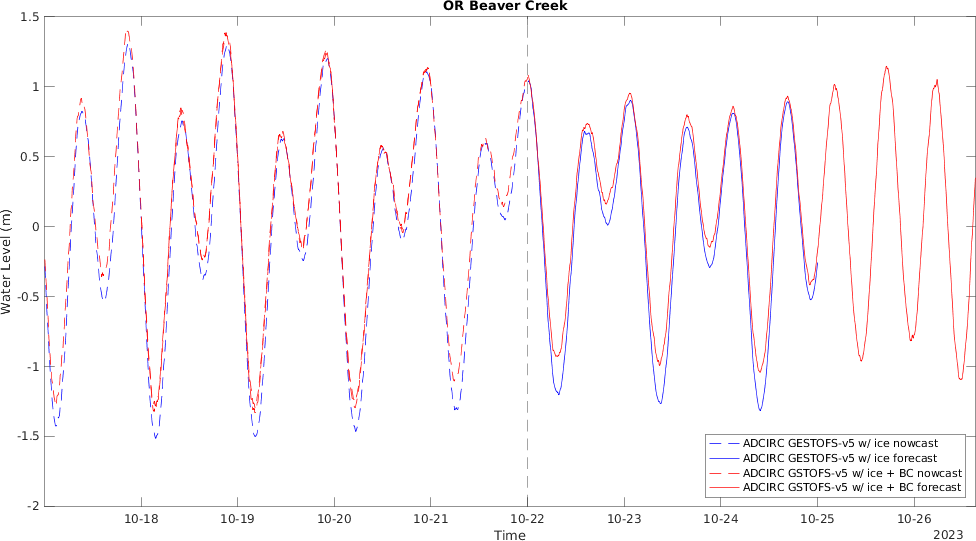 OR Beaver Creek
1.5
1
0.5
0
-0.5
-1
-1.5
-2
Water Level (m)
10-18 10-19 10-20 10-21 10-22 10-23 10-24 10-25 10-26
Time
2023
ADCIRC GESTOFS-v5 w/ ice nowcast
ADCIRC GESTOFS-v5 w/ ice forecast
ADCIRC GSTOFS-v5 w/ ice + BC nowcast
ADCIRC GSTOFS-v5 w/ ice + BC forecast